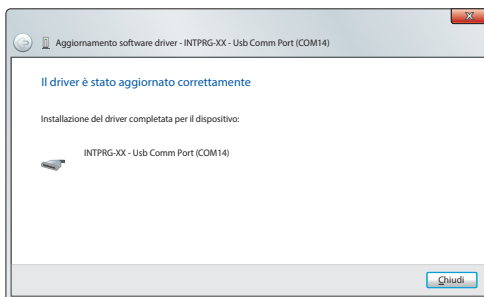 Aggiornamento software driver - INTPRG-XX - Usb Comm Port (COM14)
Il driver è stato aggiornato correttamente
Installazione del driver completata per il dispositivo:
INTPRG-XX - Usb Comm Port (COM14)
Chiudi